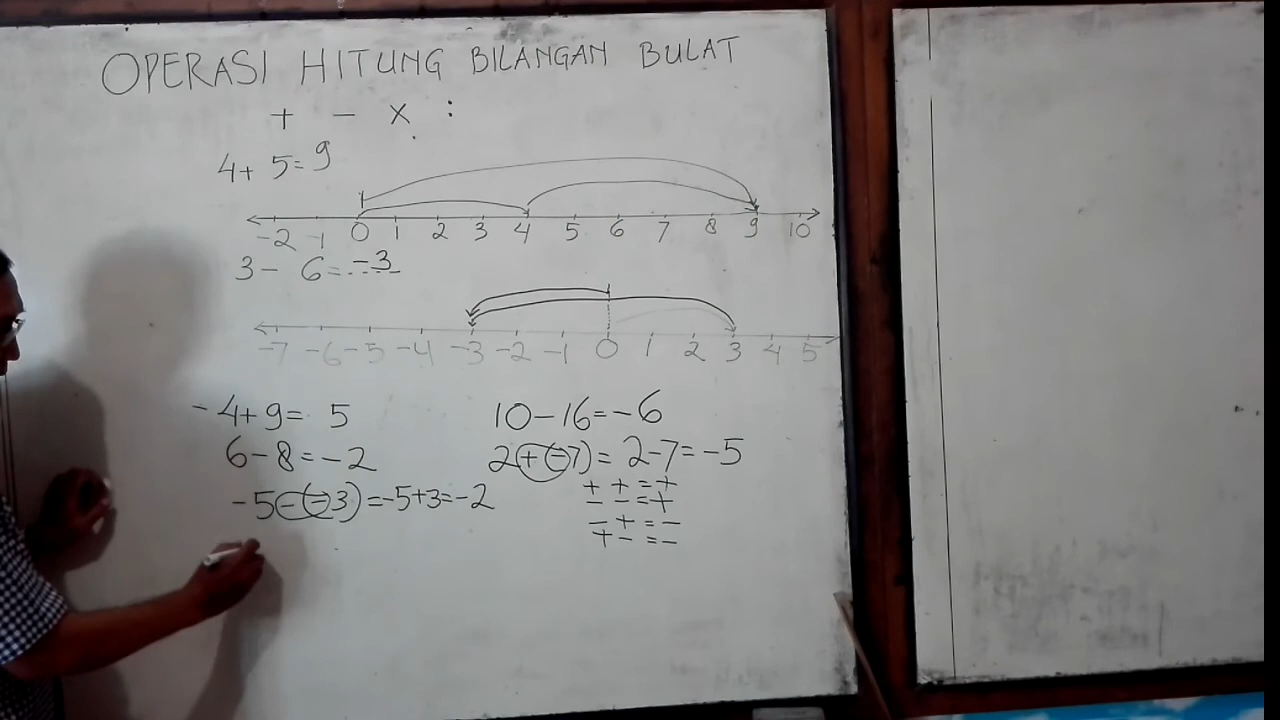 OPERASI HITUNG BILANGAN BULAT
+ - x :
4+ 5=9
-2 -1 0 1 2 3 4 5 6 7 8 9 10
3- 6=-3
-7 -6 -5 -4 -3 -2 -1 0 1 2 3 4 5
-4+9= 5
10-16=-6
6-8=-2
2+(-7)= 2-7=-5
-5-(-3)=-5+3=-2
+ + = +
- - = +
- + = -
+ - = -